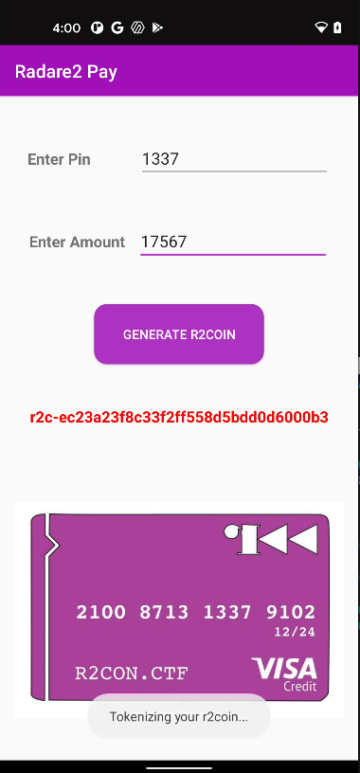 4:00
Radare2 Pay
Enter Pin 1337
Enter Amount 17567
GENERATE R2COIN
r2c-ec23a23f8c33f2ff558d5bdd0d6000b3
2100 8713 1337 9102
12/24
R2CON.CTF
VISA
Credit
Tokenizing your r2coin...